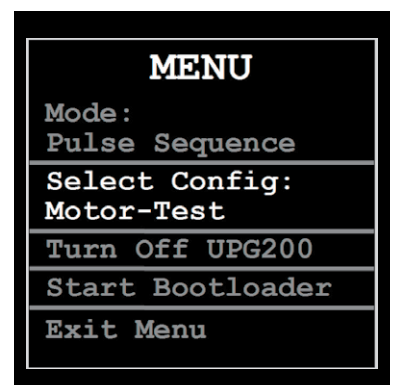 MENU
Mode:
Pulse Sequence
Select Config:
Motor-Test
Turn Off UPG200
Start Bootloader
Exit Menu